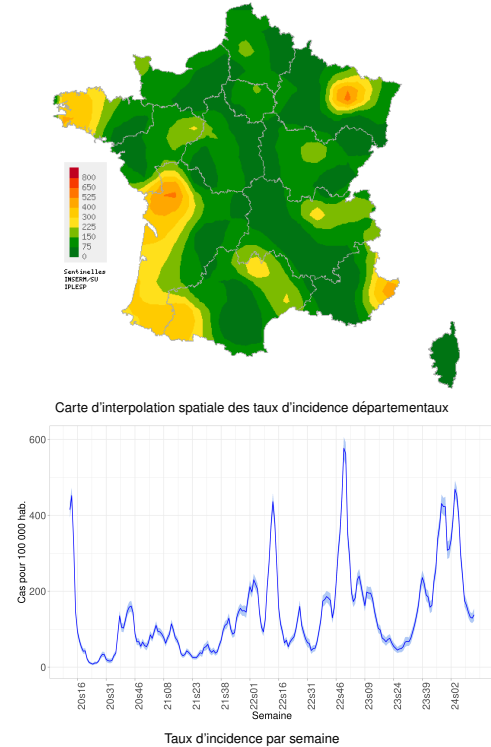 800
650
525
400
300
225
150
75
0
Sentinelles
INSERM/SU
IPLESP
Carte d'interpolation spatiale des taux d'incidence départementaux
600
400
200
0
Cas pour 100 000 hab.
20s16
20s31
20s46
21s08
21s23
21s38
22s01
22s16
22s31
22s46
23s09
23s24
23s39
24s02
Semaine
Taux d'incidence par semaine